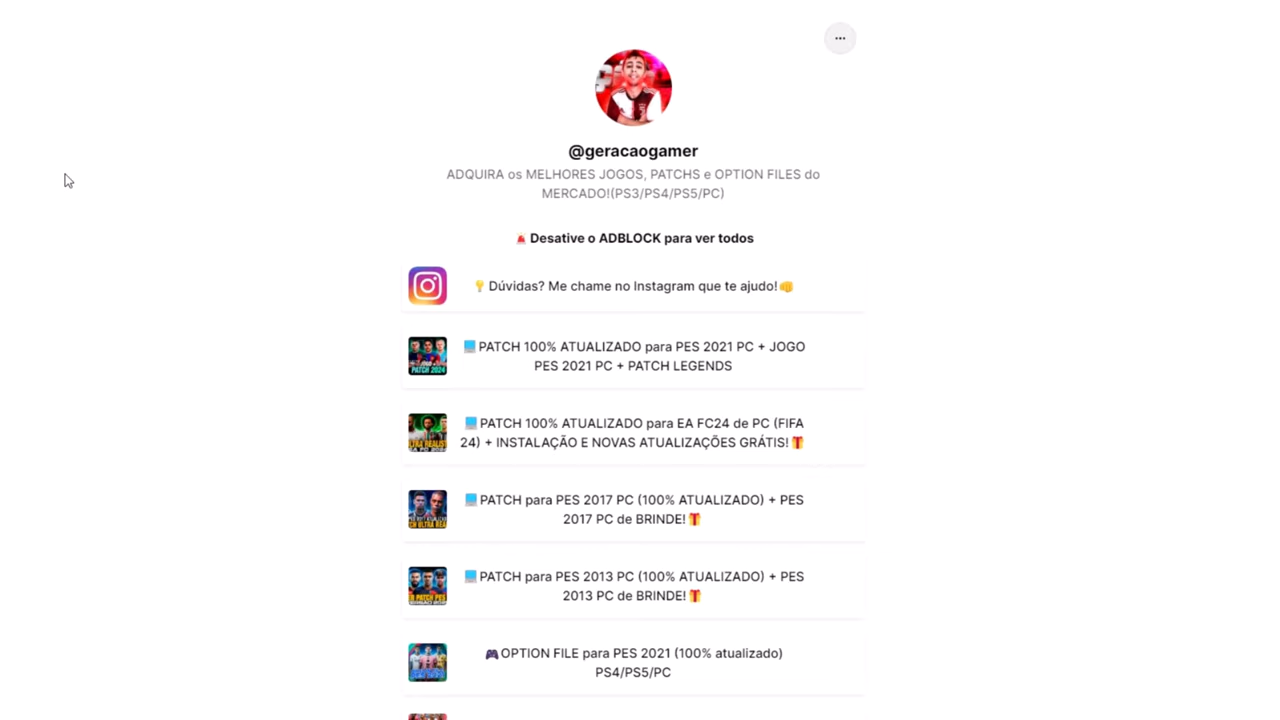 @geracaogamer
ADQUIRA os MELHORES JOGOS, PATCHS e OPTION FILES do
MERCADO!(PS3/PS4/PS5/PC)
🚨 Desative o ADBLOCK para ver todos
💡Dúvidas? Me chame no Instagram que te ajudo!👊
💻PATCH 100% ATUALIZADO para PES 2021 PC + JOGO
PES 2021 PC + PATCH LEGENDS
PATCH 2024
💻PATCH 100% ATUALIZADO para EA FC24 de PC (FIFA
24) + INSTALAÇÃO E NOVAS ATUALIZAÇÕES GRÁTIS!🎁
💻PATCH para PES 2017 PC (100% ATUALIZADO) + PES
2017 PC de BRINDE!🎁
💻PATCH para PES 2013 PC (100% ATUALIZADO) + PES
2013 PC de BRINDE!🎁
🎮OPTION FILE para PES 2021 (100% atualizado)
PS4/PS5/PC